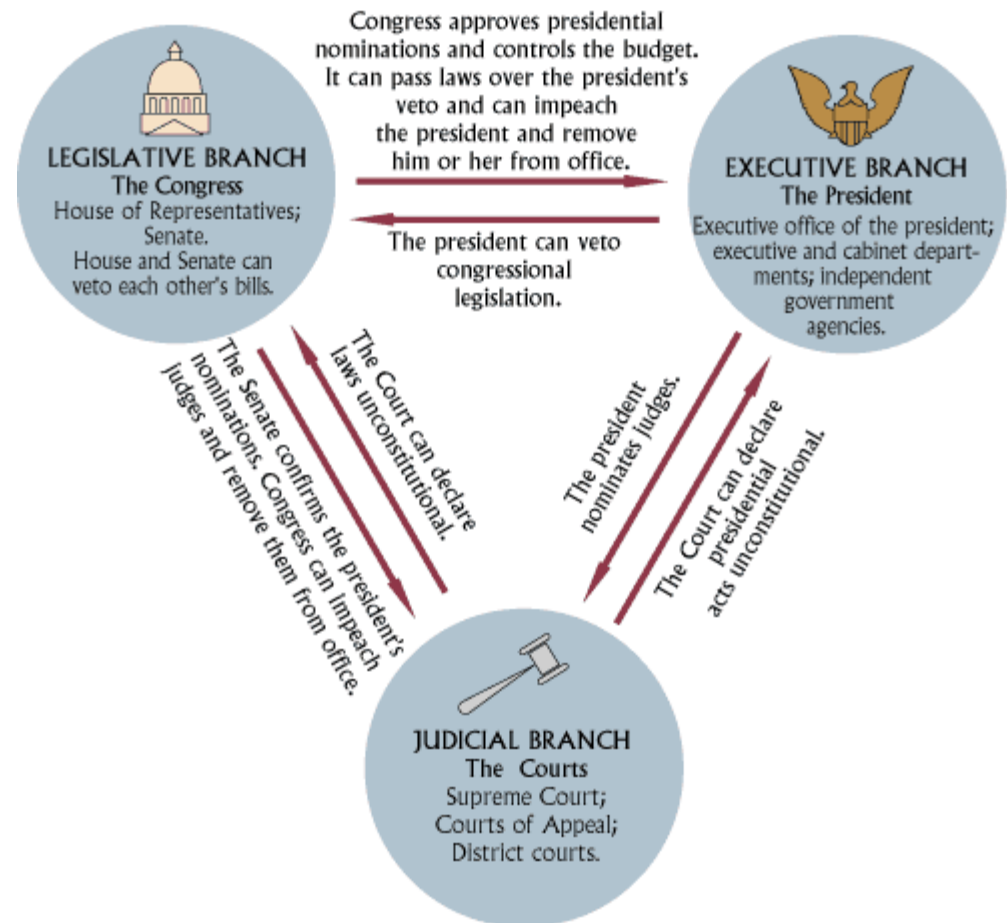 Congress approves presidential
nominations and controls the budget.
It can pass laws over the president's
veto and can impeach
the president and remove
him or her from office.
LEGISLATIVE BRANCH
The Congress
House of Representatives;
Senate.
House and Senate can
veto each other's bills.
EXECUTIVE BRANCH
The President
Executive office of the president;
executive and cabinet depart-
ments; independent
government
agencies.
The president can veto
congressional
legislation.
The Senate confirms the president's
nominations. Congress can impeach
judges and remove them from office.
The Court can declare
laws unconstitutional.
The president
nominates judges.
The Court can declare
presidential
acts unconstitutional.
JUDICIAL BRANCH
The Courts
Supreme Court;
Courts of Appeal;
District courts.